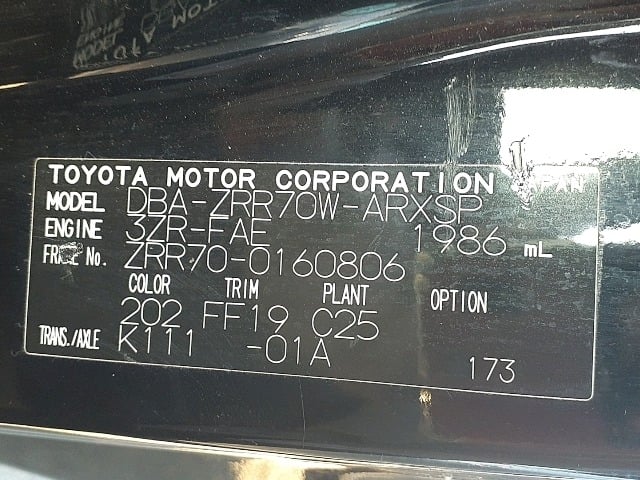 TOYOTA MOTOR CORPORATION JAPAN
MODEL DBA-ZRR70W-ARXSP
ENGINE 3ZR-FAE 1986 mL
No. ZRR70-0160806
COLOR TRIM PLANT OPTION
202 FF19 C25
TRANS./AXLE K111 -01A
173